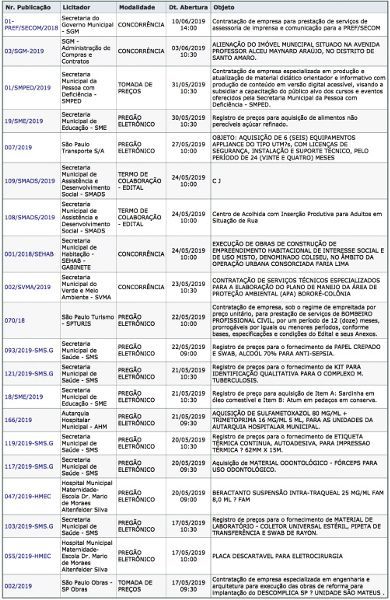 Nr. Publicação Licitador Modalidade Dt. Abertura Objeto
01-PREF/SECOM/2018 Secretaria do Governo Municipal - SGM CONCORRÊNCIA 10/06/2019 14:00 Contratação de empresa para prestação de serviços de assessoria de imprensa e comunicação para a PREF/SECOM
03/SGM-2019 SGM - Administração de Compras e Contratos CONCORRÊNCIA 03/06/2019 10:30 ALIENAÇÃO DO IMÓVEL MUNICIPAL SITUADO NA AVENIDA PROFESSOR ALCEU MAYNARD ARAÚJO, NO DISTRITO DE SANTO AMARO.
01/SMPED/2019 Secretaria Municipal da Pessoa com Deficiência - SMPED TOMADA DE PREÇOS 31/05/2019 10:30 Contratação de empresa especializada em produção e atualização de material didático orientador e informativo com produção de conteúdo em versão digital acessível, visando a subsidiar a capacitação do público alvo dos cursos e eventos oferecidos pela Secretaria Municipal da Pessoa com Deficiência - SMPED.
19/SME/2019 Secretaria Municipal de Educação - SME PREGÃO ELETRÔNICO 30/05/2019 10:30 Registro de preços para aquisição de alimentos não perecíveis açúcar refinado.
007/2019 São Paulo Transporte S/A PREGÃO ELETRÔNICO 27/05/2019 10:00 OBJETO: AQUISIÇÃO DE 6 (SEIS) EQUIPAMENTOS APPLIANCE DO TIPO UTM7s, COM LICENÇAS DE SEGURANÇA, INSTALAÇÃO E SUPORTE TÉCNICO, PELO PERÍODO DE 24 (VINTE E QUATRO) MESES
109/SMADS/2019 Secretaria Municipal de Assistência e Desenvolvimento Social - SMADS TERMO DE COLABORAÇÃO - EDITAL 24/05/2019 10:00 C J
108/SMADS/2019 Secretaria Municipal de Assistência e Desenvolvimento Social - SMADS TERMO DE COLABORAÇÃO - EDITAL 24/05/2019 10:00 Centro de Acolhida com Inserção Produtiva para Adultos em Situação de Rua
001/2018/SEHAB Secretaria Municipal de Habitação - SEHAB - GABINETE CONCORRÊNCIA 24/05/2019 10:00 EXECUÇÃO DE OBRAS DE CONSTRUÇÃO DE EMPREENDIMENTO HABITACIONAL DE INTERESSE SOCIAL E DE USO MISTO, DENOMINADO COLISEU, NO ÂMBITO DA OPERAÇÃO URBANA CONSORCIADA FARIA LIMA
002/SVMA/2019 Secretaria Municipal do Verde e Meio Ambiente - SVMA CONCORRÊNCIA 23/05/2019 10:30 CONTRATAÇÃO DE SERVIÇOS TÉCNICOS ESPECIALIZADOS PARA A ELABORAÇÃO DO PLANO DE MANEJO DA ÁREA DE PROTEÇÃO AMBIENTAL (APA) BORORÉ-COLÔNIA
070/18 São Paulo Turismo - SPTURIS PREGÃO ELETRÔNICO 22/05/2019 10:00 Contratação de empresa, sob o regime de empreitada por preço unitário, para prestação de serviços de BOMBEIRO PROFISSIONAL CIVIL, por um período de 12 (doze) meses, prorrogáveis por iguais ou menores períodos, conforme bases, especificações e condições do Edital e seus Anexos.
093/2019-SMS.G Secretaria Municipal de Saúde - SMS PREGÃO ELETRÔNICO 22/05/2019 09:00 Registro de preços para o fornecimento de PAPEL CREPADO E SWAB, ALCOOL 70% PARA ANTI-SEPSIA.
121/2019-SMS.G Secretaria Municipal de Saúde - SMS PREGÃO ELETRÔNICO 21/05/2019 10:30 Registro de preços para o fornecimento de KIT PARA IDENTIFICAÇÃO QUALITATIVA PARA O COMPLEXO M. TUBERCULOSIS.
18/SME/2019 Secretaria Municipal de Educação - SME PREGÃO ELETRÔNICO 21/05/2019 10:30 Registro de preço para aquisição de Item A: Sardinha em óleo comestível e Item B: Atum em pedaços em conserva.
166/2019 Autarquia Hospitalar Municipal - AHM PREGÃO ELETRÔNICO 21/05/2019 09:30 AQUISIÇÃO DE SULFAMETOXAZOL 80 MG/ML + TRIMETOPRIMA 16 MG/ML 5 ML, PARA AS UNIDADES DA AUTARQUIA HOSPITALAR MUNICIPAL.
119/2019-SMS.G Secretaria Municipal de Saúde - SMS PREGÃO ELETRÔNICO 20/05/2019 10:30 Registro de preços para o fornecimento de ETIQUETA TÉRMICA CONTINUA, AUTOADESIVA, PARA IMPRESSAO TÉRMICA ? 62MM X 15M.
117/2019-SMS.G Secretaria Municipal de Saúde - SMS PREGÃO ELETRÔNICO 20/05/2019 09:30 Aquisição de MATERIAL ODONTOLÓGICO - FÓRCEPS PARA USO ODONTOLÓGICO.
047/2019-HMEC Hospital Municipal Maternidade-Escola Dr. Mario de Moraes Altenfelder Silva PREGÃO ELETRÔNICO 20/05/2019 09:00 BERACTANTO SUSPENSÃO INTRA-TRAQUEAL 25 MG/ML FAM 8,0 ML. ? FAM
103/2019-SMS.G Secretaria Municipal de Saúde - SMS PREGÃO ELETRÔNICO 17/05/2019 10:30 Registro de preços para o fornecimento de MATERIAL DE LABORATÓRIO - COLETOR UNIVERSAL ESTÉRIL, PIPETA DE TRANSFERÊNCIA E SWAB DE RAYON.
055/2019-HMEC Hospital Municipal Maternidade-Escola Dr. Mario de Moraes Altenfelder Silva PREGÃO ELETRÔNICO 17/05/2019 10:00 PLACA DESCARTAVEL PARA ELETROCIRURGIA
002/2019 São Paulo Obras - SP Obras TOMADA DE PREÇOS 17/05/2019 09:30 Contratação de empresa especializada em engenharia e arquitetura para execução das obras de reforma para implantação do DESCOMPLICA SP ? UNIDADE SÃO MATEUS